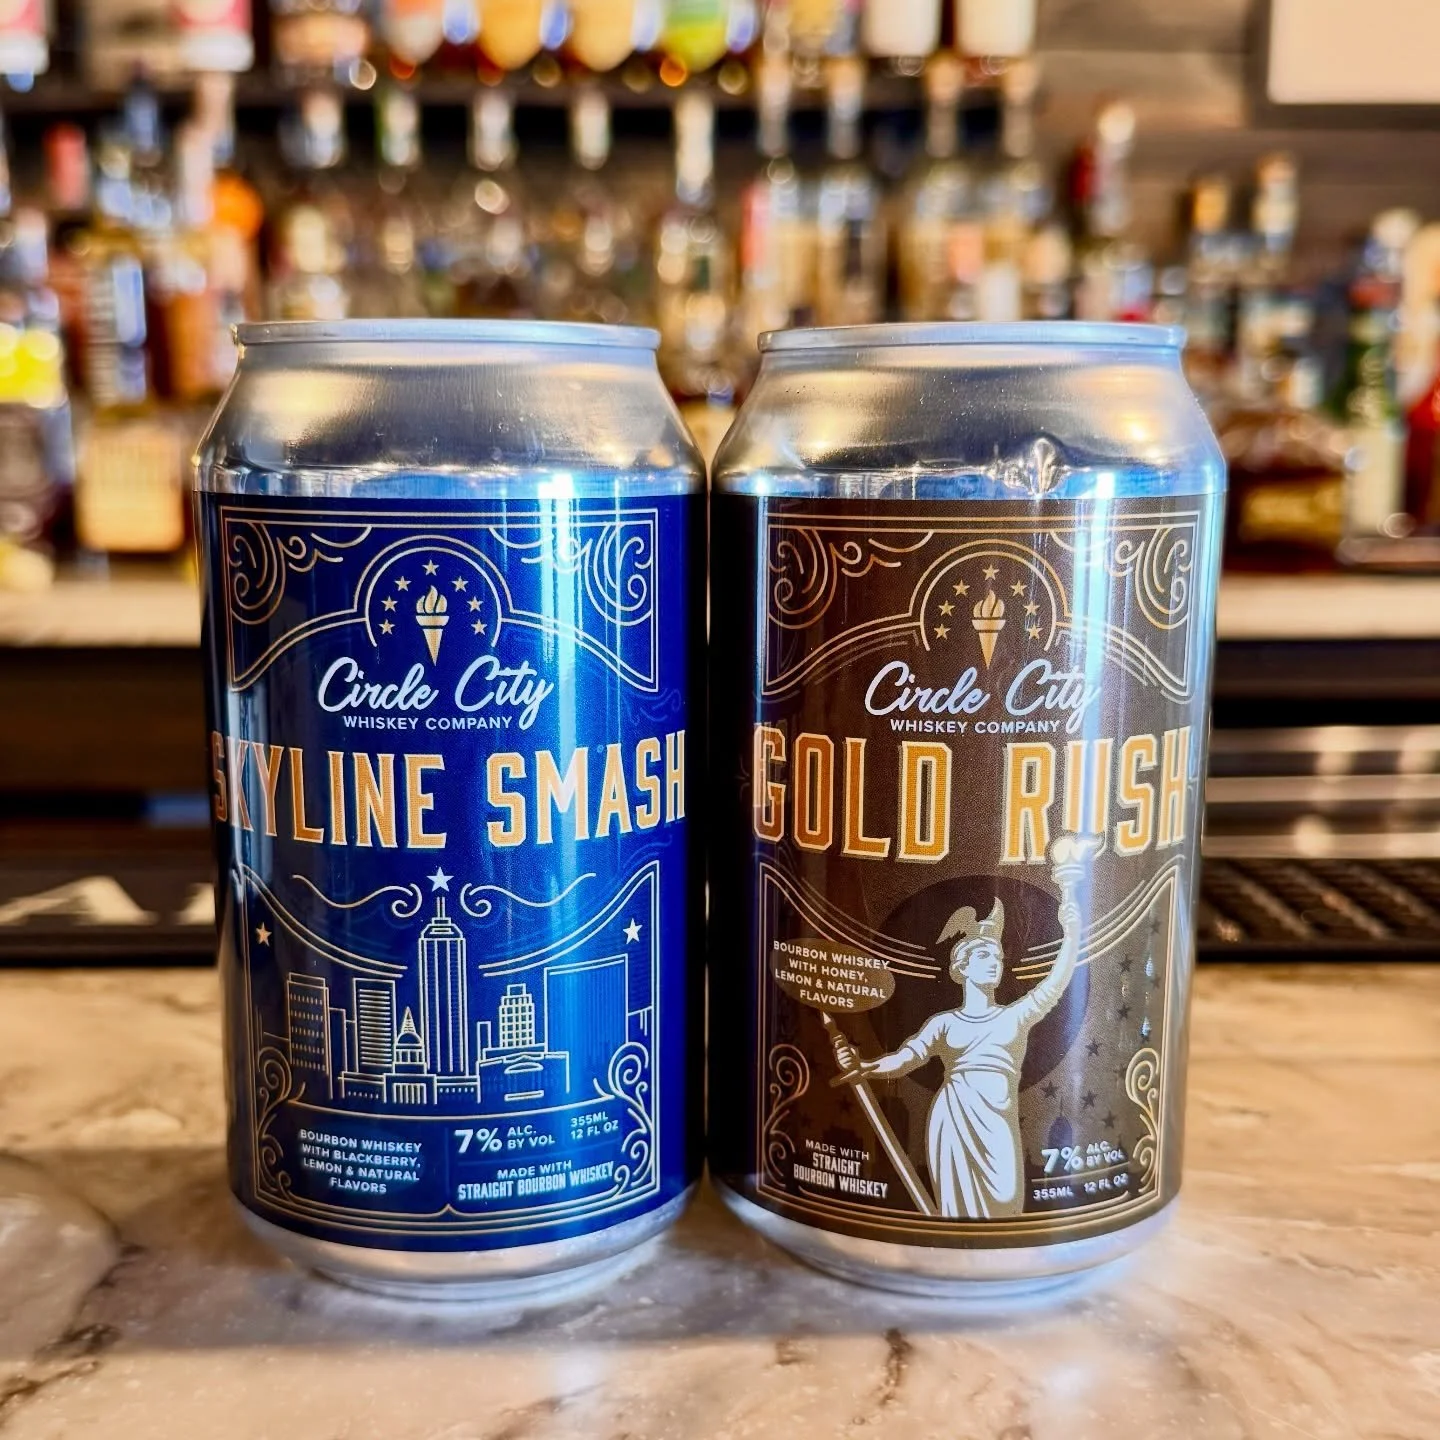 Circle City
WHISKEY COMPANY
SKYLINE SMASH
BOURBON WHISKEY
WITH BLACKBERRY,
LEMON & NATURAL
FLAVORS
7% ALC.
BY VOL
355ML
12 FL OZ
MADE WITH
STRAIGHT BOURBON WHISKEY
Circle City
WHISKEY COMPANY
GOLD RUSH
BOURBON WHISKEY
WITH HONEY,
LEMON & NATURAL
FLAVORS
MADE WITH
STRAIGHT
BOURBON WHISKEY
7% ALC.
BY VOL
355ML 12 FL OZ